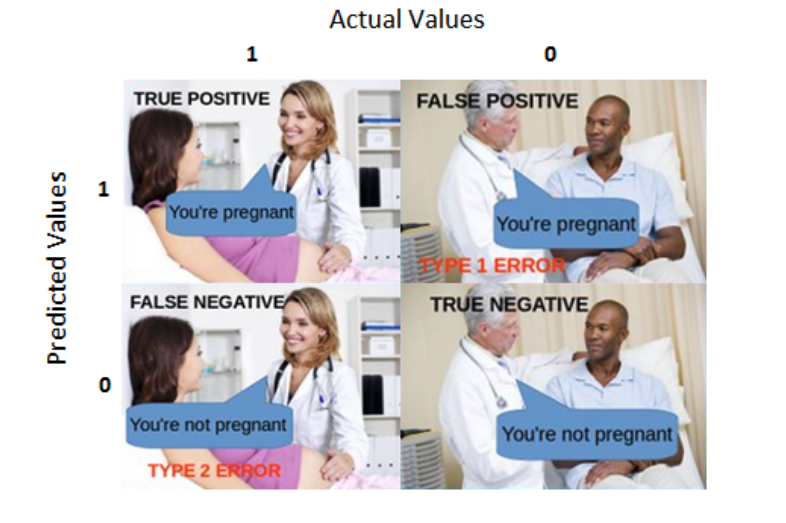 Actual Values
1 0
TRUE POSITIVE FALSE POSITIVE
Predicted Values
1
You're pregnant You're pregnant
TYPE 1 ERROR
FALSE NEGATIVE TRUE NEGATIVE
0
You're not pregnant You're not pregnant
TYPE 2 ERROR